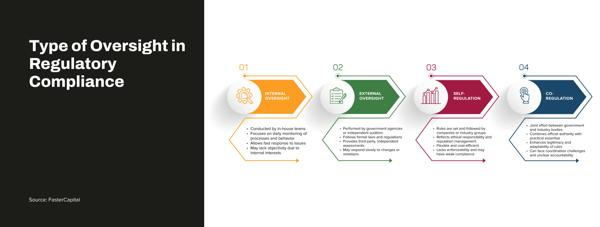 Type of Oversight in
Regulatory
Compliance
Source: FasterCapital
01
INTERNAL
OVERSIGHT
• Conducted by in-house teams
• Focuses on daily monitoring of
processes and behavior
• Allows fast response to issues
• May lack objectivity due to
internal interests
02
EXTERNAL
OVERSIGHT
• Performed by government agencies
or independent auditors
• Follows formal laws and regulations
• Provides third-party, independent
assessments
• May respond slowly to changes or
violations
03
SELF-
REGULATION
• Rules are set and followed by
companies or industry groups
• Reflects ethical responsibility and
reputation management
• Flexible and cost-efficient
• Lacks enforceability and may
have weak compliance
04
CO-
REGULATION
• Joint effort between government
and industry bodies
• Combines official authority with
practical expertise
• Enhances legitimacy and
adaptability of rules
• Can face coordination challenges
and unclear accountability